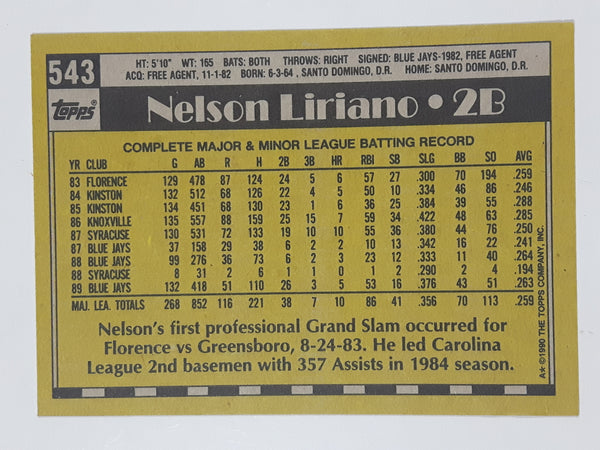 543
HT: 5'10" WT: 165 BATS: BOTH THROWS: RIGHT SIGNED: BLUE JAYS-1982, FREE AGENT
ACQ: FREE AGENT, 11-1-82 BORN: 6-3-64, SANTO DOMINGO, D.R. HOME: SANTO DOMINGO, D.R.
Topps®
Nelson Liriano • 2B
COMPLETE MAJOR & MINOR LEAGUE BATTING RECORD
YR CLUB G AB R H 2B 3B HR RBI SB SLG BB SO AVG
83 FLORENCE 129 478 87 124 24 5 6 57 27 .300 70 194 .259
84 KINSTON 132 512 68 126 22 4 5 50 10 .334 46 86 .246
85 KINSTON 134 451 68 130 23 1 6 36 25 .384 39 55 .288
86 KNOXVILLE 135 557 88 159 25 15 7 59 34 .422 48 63 .285
87 SYRACUSE 130 531 72 133 19 10 10 55 36 .380 44 76 .250
87 BLUE JAYS 37 158 29 38 6 2 2 10 13 .342 16 22 .241
88 BLUE JAYS 99 276 36 73 6 2 3 23 12 .333 11 40 .264
88 SYRACUSE 8 31 2 6 1 1 0 1 2 .290 2 4 .194
89 BLUE JAYS 132 418 51 110 26 3 5 53 16 .376 43 51 .263
MAJ. LEA. TOTALS 268 852 116 221 38 7 10 86 41 .356 70 113 .259
Nelson's first professional Grand Slam occurred for
Florence vs Greensboro, 8-24-83. He led Carolina
League 2nd basemen with 357 Assists in 1984 season.
A* ©1990 THE TOPPS COMPANY, INC.